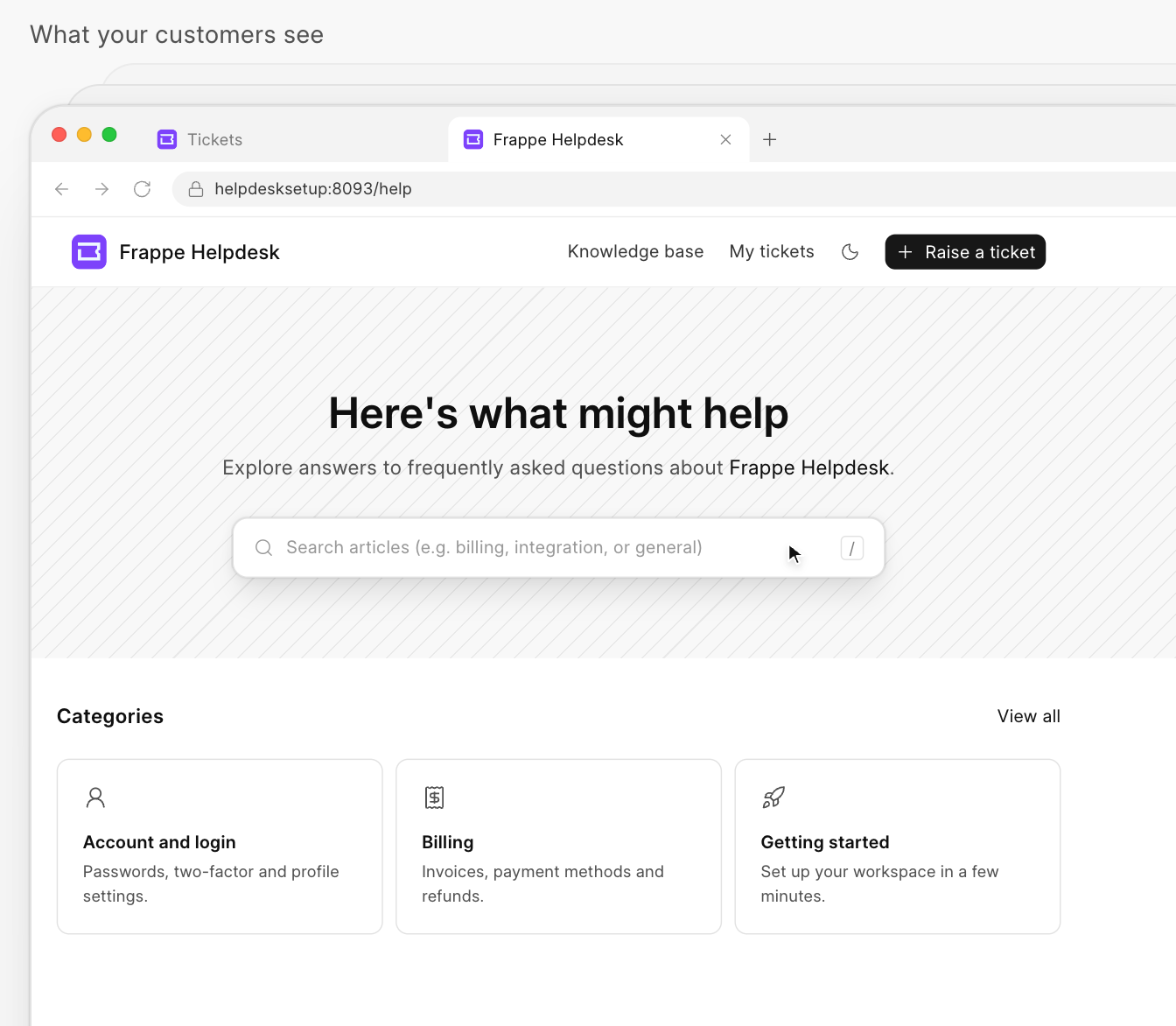 What your customers see
Tickets
Frappe Helpdesk
helpdesksetup:8093/help
Frappe Helpdesk
Knowledge base
My tickets
Raise a ticket
Here's what might help
Explore answers to frequently asked questions about Frappe Helpdesk.
Search articles (e.g. billing, integration, or general)
/
Categories
View all
Account and login
Passwords, two-factor and profile
settings.
Billing
Invoices, payment methods and
refunds.
Getting started
Set up your workspace in a few
minutes.